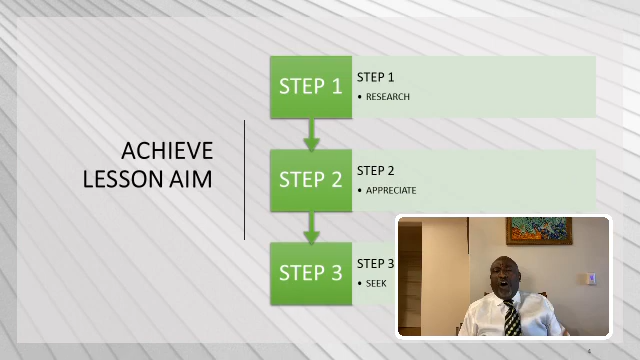 ACHIEVE
LESSON AIM
STEP 1
STEP 1
• RESEARCH
STEP 2
STEP 2
• APPRECIATE
STEP 3
STEP 3
• SEEK
4